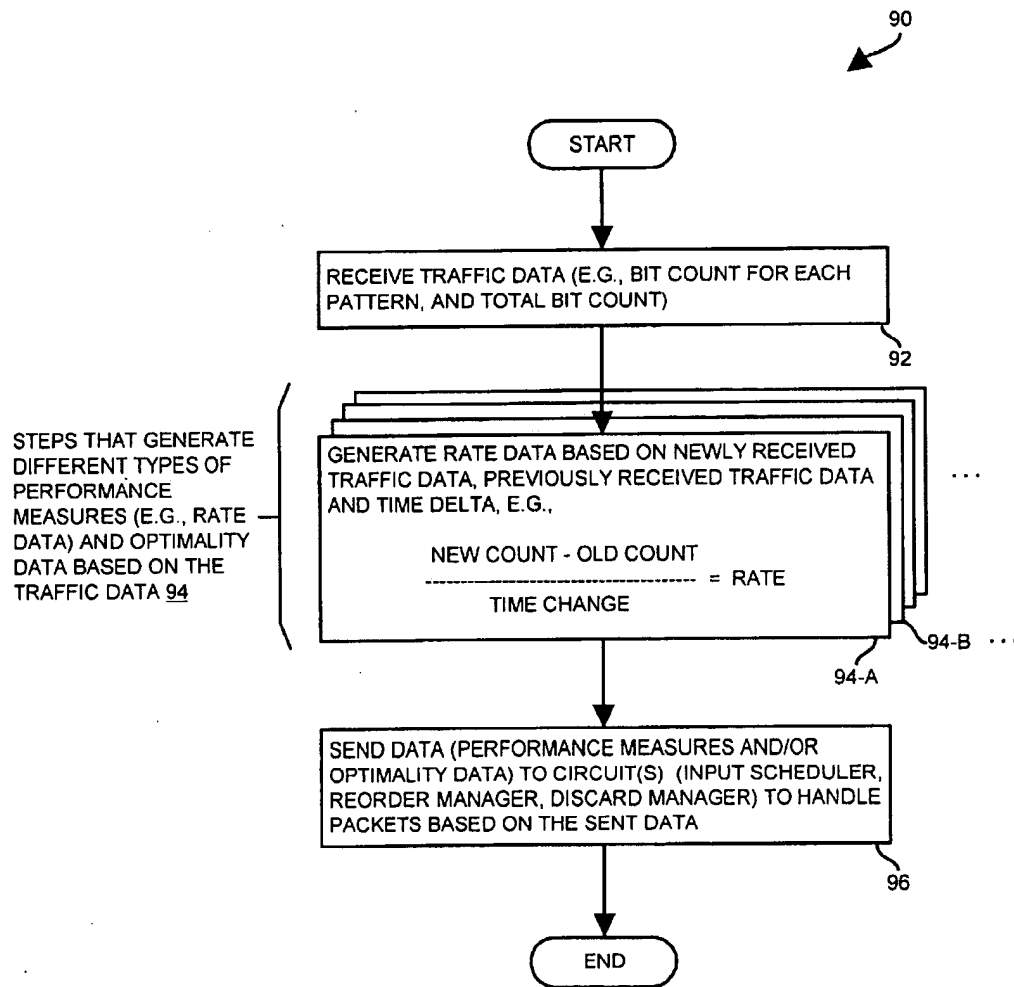 90
START
RECEIVE TRAFFIC DATA (E.G., BIT COUNT FOR EACH
PATTERN, AND TOTAL BIT COUNT)
92
STEPS THAT GENERATE
DIFFERENT TYPES OF
PERFORMANCE
MEASURES (E.G., RATE
DATA) AND OPTIMALITY
DATA BASED ON THE
TRAFFIC DATA 94
GENERATE RATE DATA BASED ON NEWLY RECEIVED
TRAFFIC DATA, PREVIOUSLY RECEIVED TRAFFIC DATA
AND TIME DELTA, E.G.,
NEW COUNT - OLD COUNT
---------------------------------- = RATE
TIME CHANGE
...
94-B ...
94-A
SEND DATA (PERFORMANCE MEASURES AND/OR
OPTIMALITY DATA) TO CIRCUIT(S) (INPUT SCHEDULER,
REORDER MANAGER, DISCARD MANAGER) TO HANDLE
PACKETS BASED ON THE SENT DATA
96
END